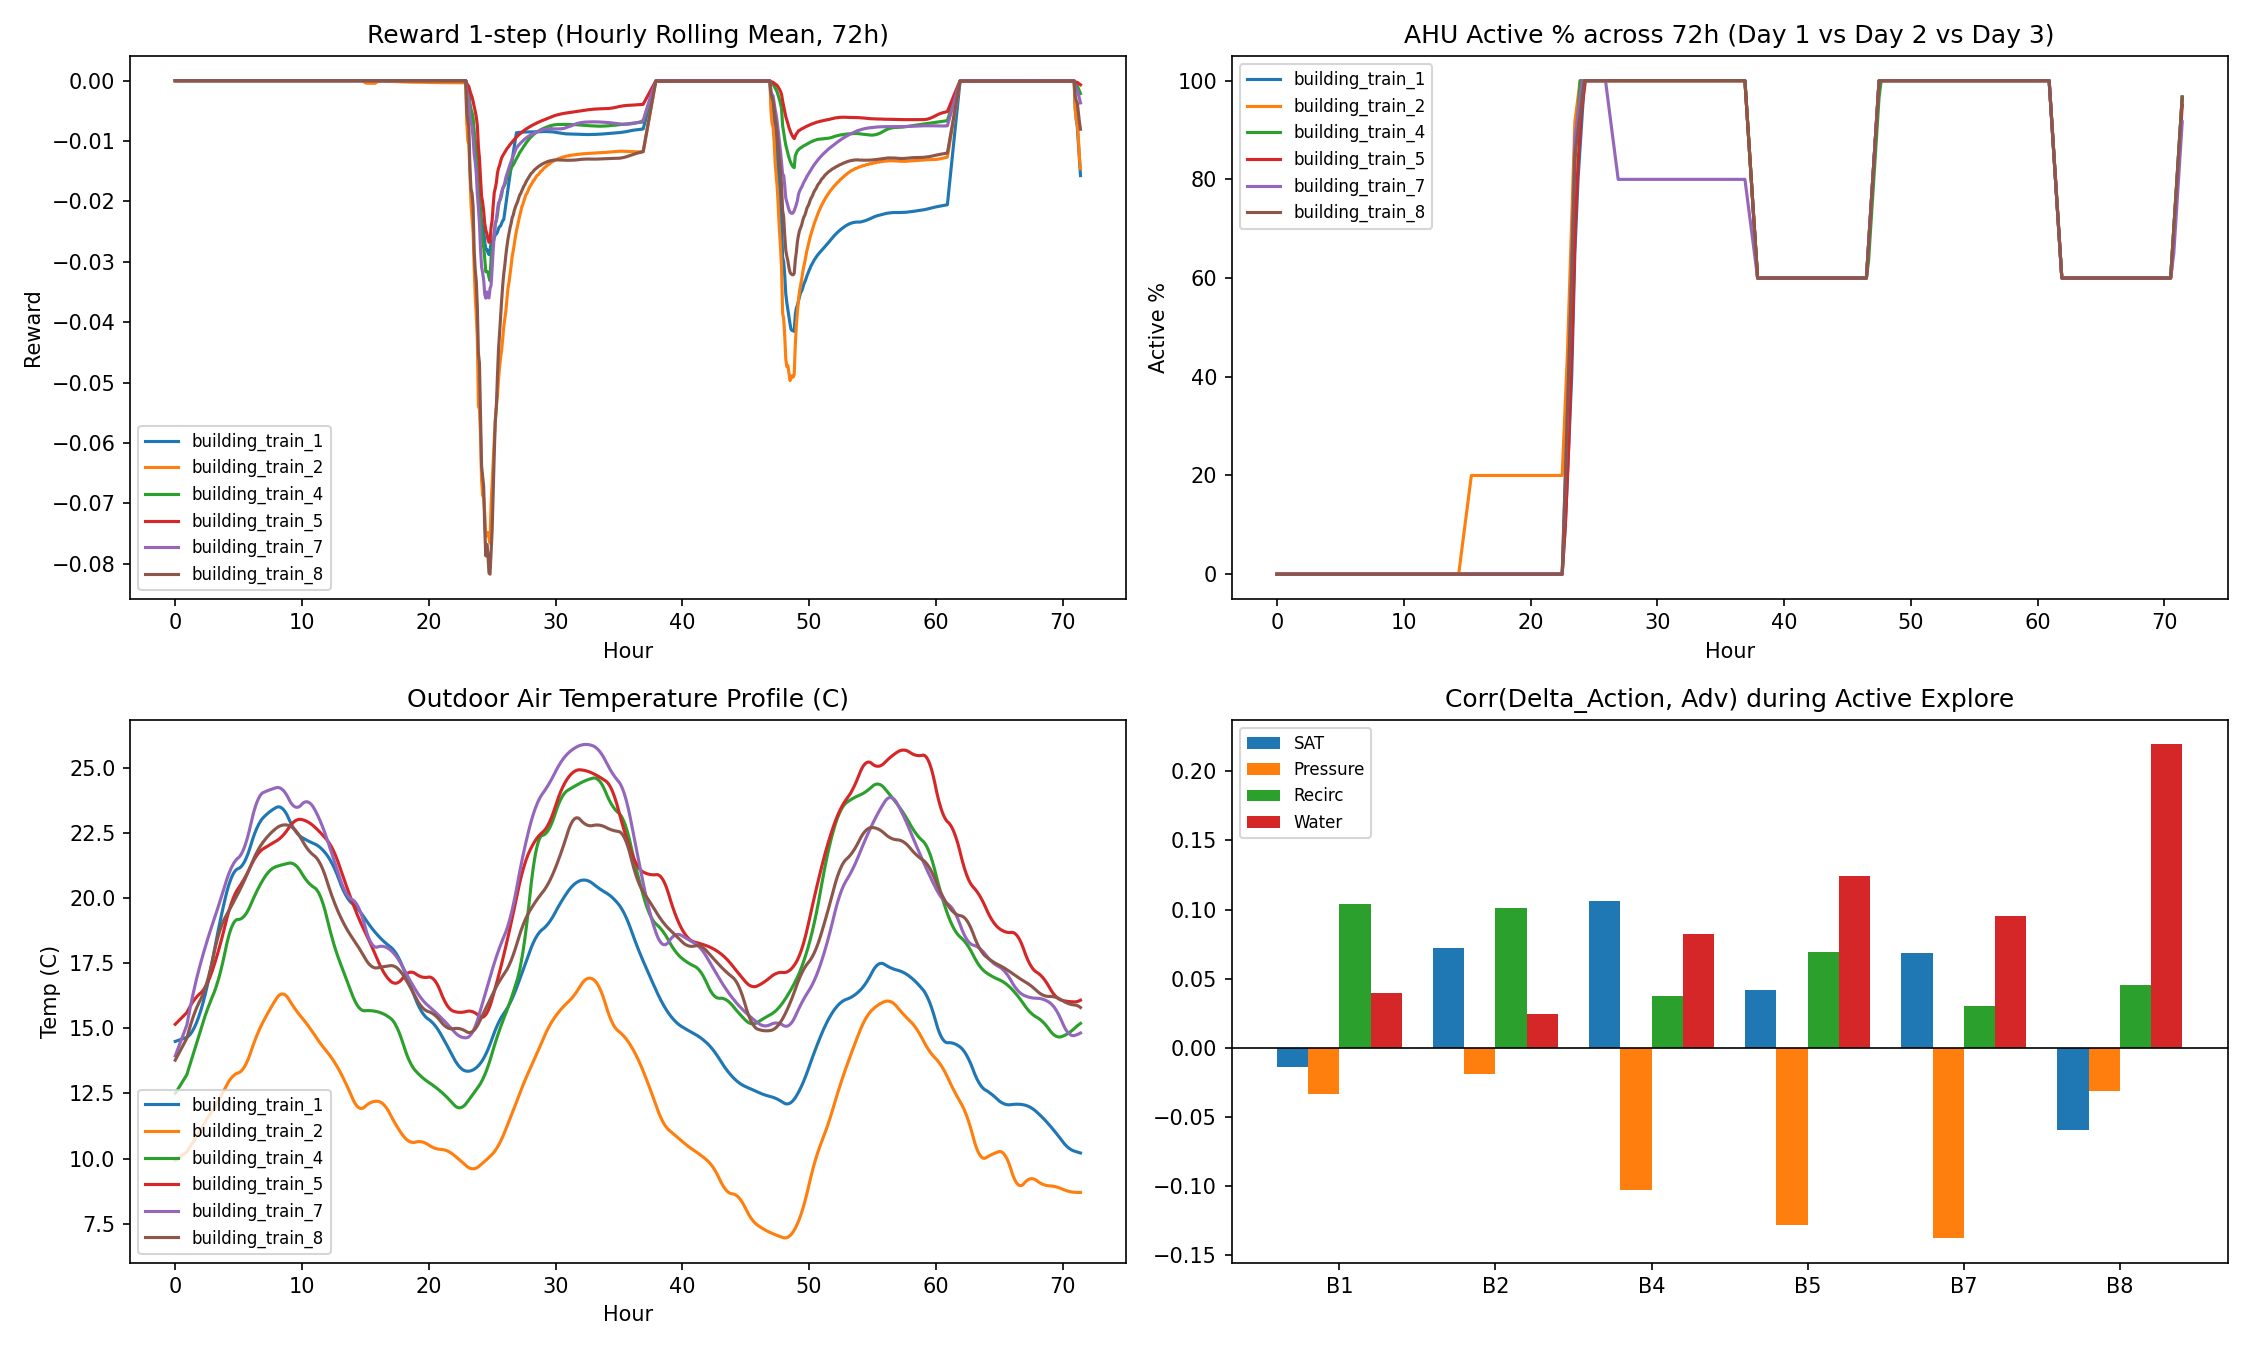 Reward 1-step (Hourly Rolling Mean, 72h)
Reward
0.00
−0.01
−0.02
−0.03
−0.04
−0.05
−0.06
−0.07
−0.08
building_train_1
building_train_2
building_train_4
building_train_5
building_train_7
building_train_8
0 10 20 30 40 50 60 70
Hour
AHU Active % across 72h (Day 1 vs Day 2 vs Day 3)
Active %
100
80
60
40
20
0
building_train_1
building_train_2
building_train_4
building_train_5
building_train_7
building_train_8
0 10 20 30 40 50 60 70
Hour
Outdoor Air Temperature Profile (C)
Temp (C)
25.0
22.5
20.0
17.5
15.0
12.5
10.0
7.5
building_train_1
building_train_2
building_train_4
building_train_5
building_train_7
building_train_8
0 10 20 30 40 50 60 70
Hour
Corr(Delta_Action, Adv) during Active Explore
0.20
0.15
0.10
0.05
0.00
−0.05
−0.10
−0.15
SAT
Pressure
Recirc
Water
B1 B2 B4 B5 B7 B8